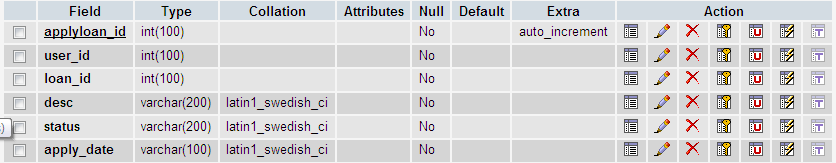 Field Type Collation Attributes Null Default Extra Action
applyloan_id int(100) No auto_increment
user_id int(100) No
loan_id int(100) No
desc varchar(200) latin1_swedish_ci No
status varchar(200) latin1_swedish_ci No
apply_date varchar(100) latin1_swedish_ci No